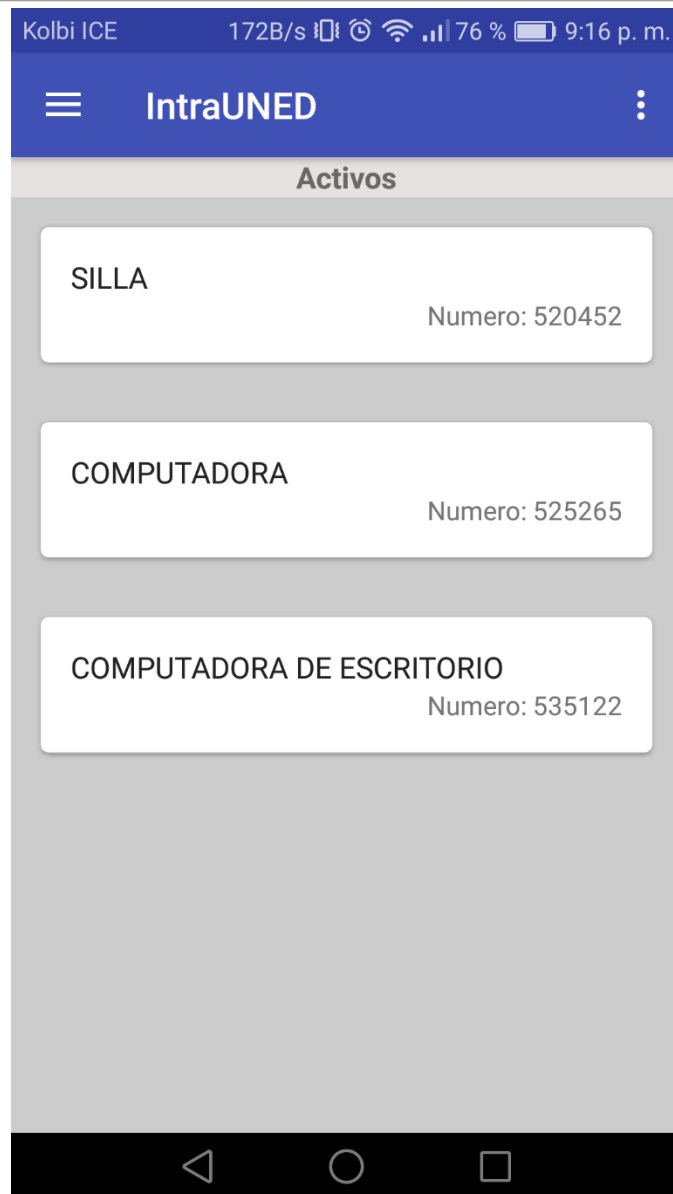 Kolbi ICE 172B/s 76 % 9:16 p. m.
IntraUNED
Activos
SILLA
Numero: 520452
COMPUTADORA
Numero: 525265
COMPUTADORA DE ESCRITORIO
Numero: 535122